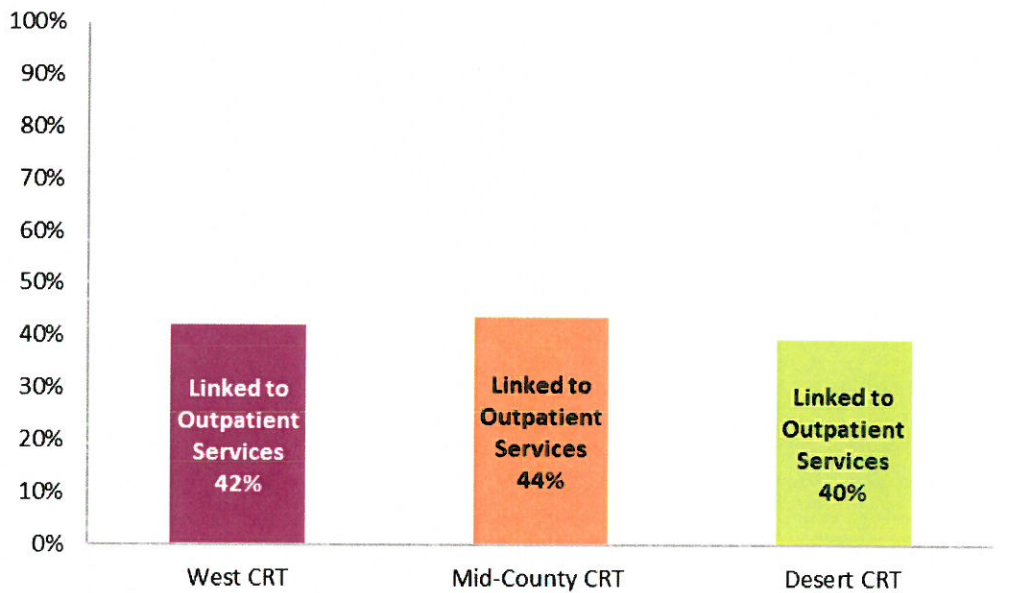 100%
90%
80%
70%
60%
50%
40%
30%
20%
10%
0%
Linked to
Outpatient
Services
42%
Linked to
Outpatient
Services
44%
Linked to
Outpatient
Services
40%
West CRT
Mid-County CRT
Desert CRT